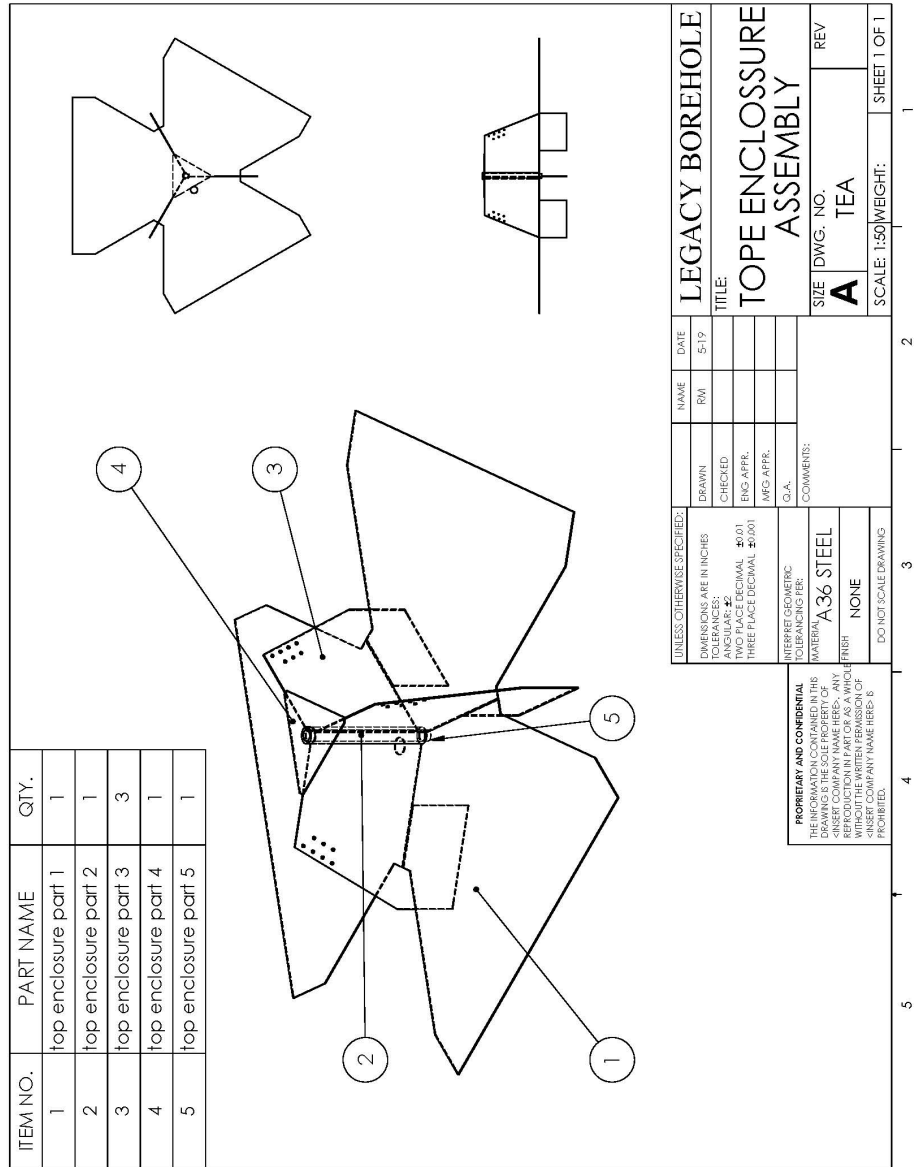 ITEM NO. PART NAME QTY.
1 top enclosure part 1 1
2 top enclosure part 2 1
3 top enclosure part 3 3
4 top enclosure part 4 1
5 top enclosure part 5 1
4
3
2
1
5
PROPRIETARY AND CONFIDENTIAL
THE INFORMATION CONTAINED IN THIS
DRAWING IS THE SOLE PROPERTY OF
<INSERT COMPANY NAME HERE>. ANY
REPRODUCTION IN PART OR AS A WHOLE
WITHOUT THE WRITTEN PERMISSION OF
<INSERT COMPANY NAME HERE> IS
PROHIBITED.
UNLESS OTHERWISE SPECIFIED:
DIMENSIONS ARE IN INCHES
TOLERANCES:
ANGULAR: ±2
TWO PLACE DECIMAL ±0.01
THREE PLACE DECIMAL ±0.001
INTERPRET GEOMETRIC
TOLERANCING PER:
MATERIAL
A36 STEEL
FINISH
NONE
DO NOT SCALE DRAWING
NAME DATE
DRAWN RM 5-19
CHECKED
ENG APPR.
MFG APPR.
Q.A.
COMMENTS:
LEGACY BOREHOLE
TITLE:
TOPE ENCLOSSURE
ASSEMBLY
SIZE DWG. NO. REV
A TEA
SCALE: 1:50 WEIGHT: SHEET 1 OF 1
5 4 3 2 1